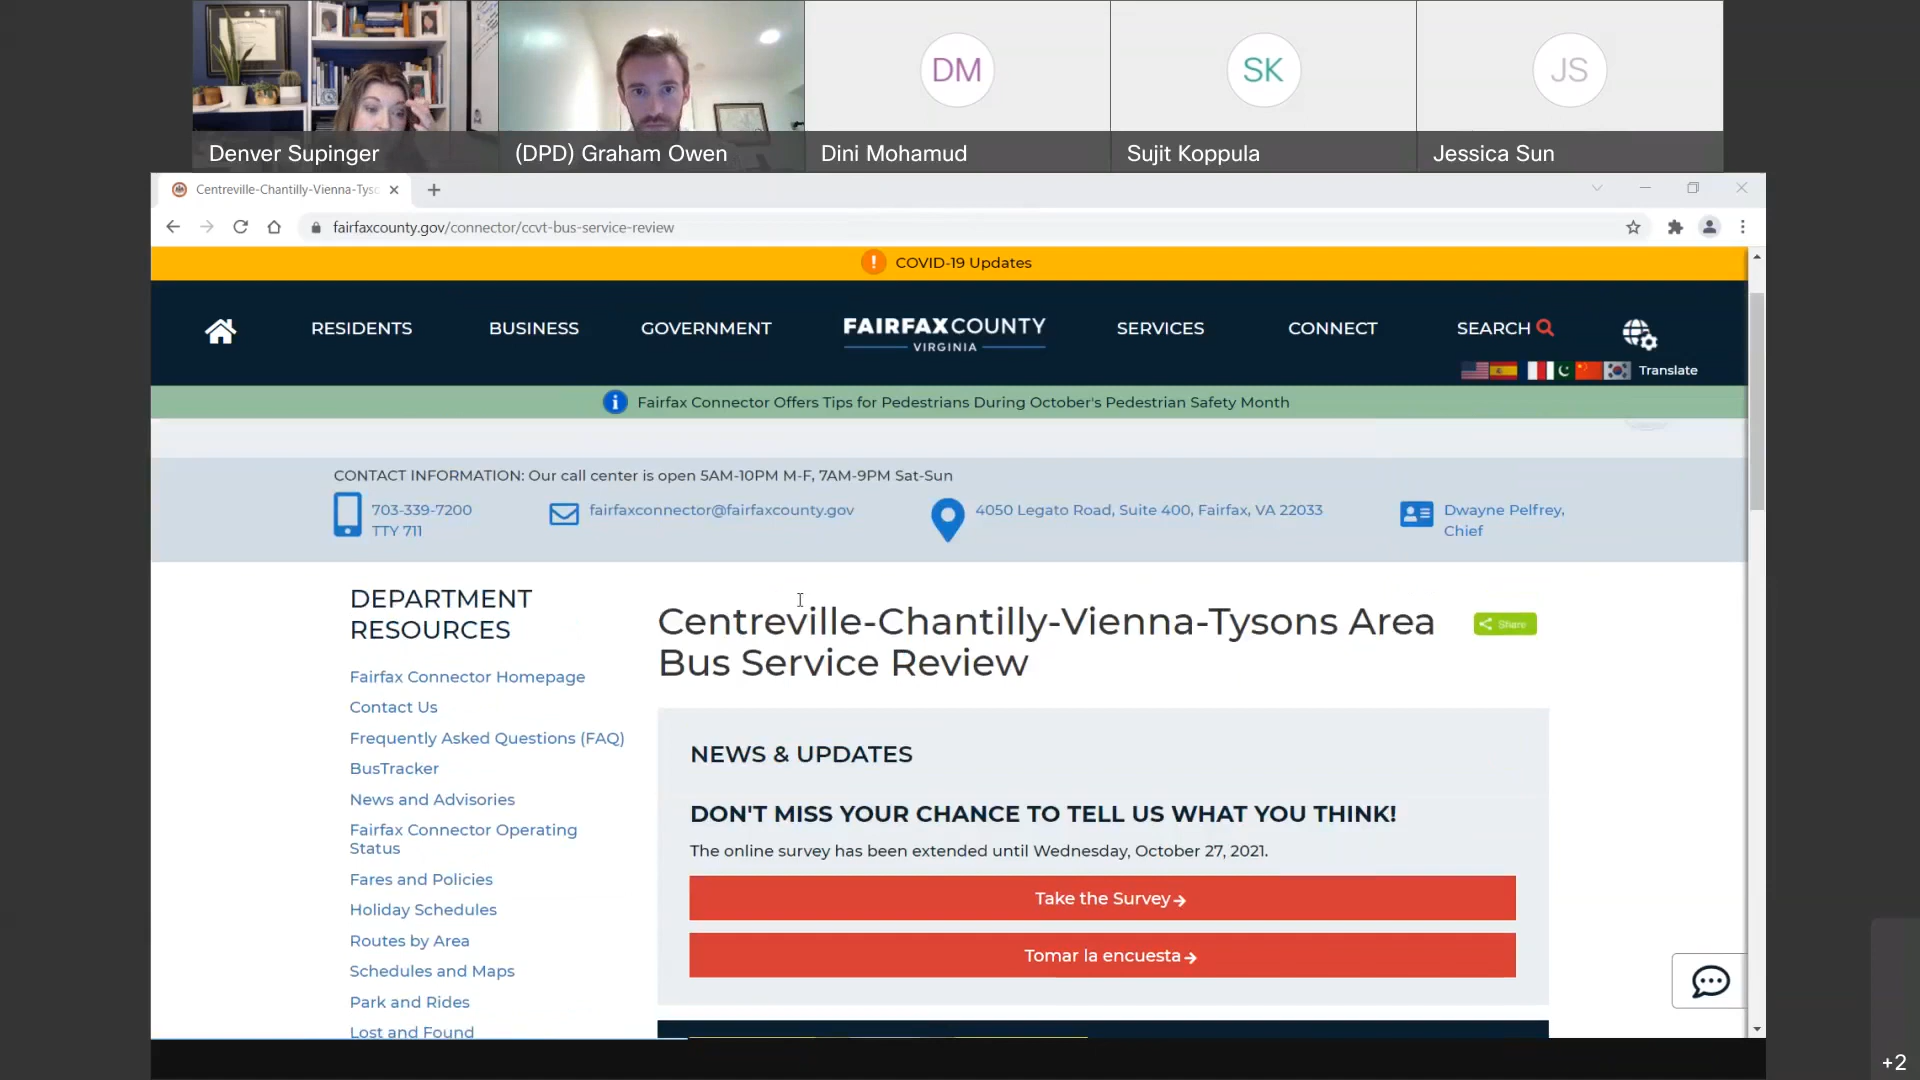 DM
SK
JS
Denver Supinger
(DPD) Graham Owen
Dini Mohamud
Sujit Koppula
Jessica Sun
Centreville-Chantilly-Vienna-Tyso
fairfaxcounty.gov/connector/ccvt-bus-service-review
COVID-19 Updates
RESIDENTS
BUSINESS
GOVERNMENT
FAIRFAXCOUNTY
VIRGINIA
SERVICES
CONNECT
SEARCH
Translate
Fairfax Connector Offers Tips for Pedestrians During October's Pedestrian Safety Month
CONTACT INFORMATION: Our call center is open 5AM-10PM M-F, 7AM-9PM Sat-Sun
703-339-7200
TTY 711
fairfaxconnector@fairfaxcounty.gov
4050 Legato Road, Suite 400, Fairfax, VA 22033
Dwayne Pelfrey,
Chief
DEPARTMENT
RESOURCES
Fairfax Connector Homepage
Contact Us
Frequently Asked Questions (FAQ)
BusTracker
News and Advisories
Fairfax Connector Operating
Status
Fares and Policies
Holiday Schedules
Routes by Area
Schedules and Maps
Park and Rides
Lost and Found
Centreville-Chantilly-Vienna-Tysons Area
Bus Service Review
Share
NEWS & UPDATES
DON'T MISS YOUR CHANCE TO TELL US WHAT YOU THINK!
The online survey has been extended until Wednesday, October 27, 2021.
Take the Survey
Tomar la encuesta
+2